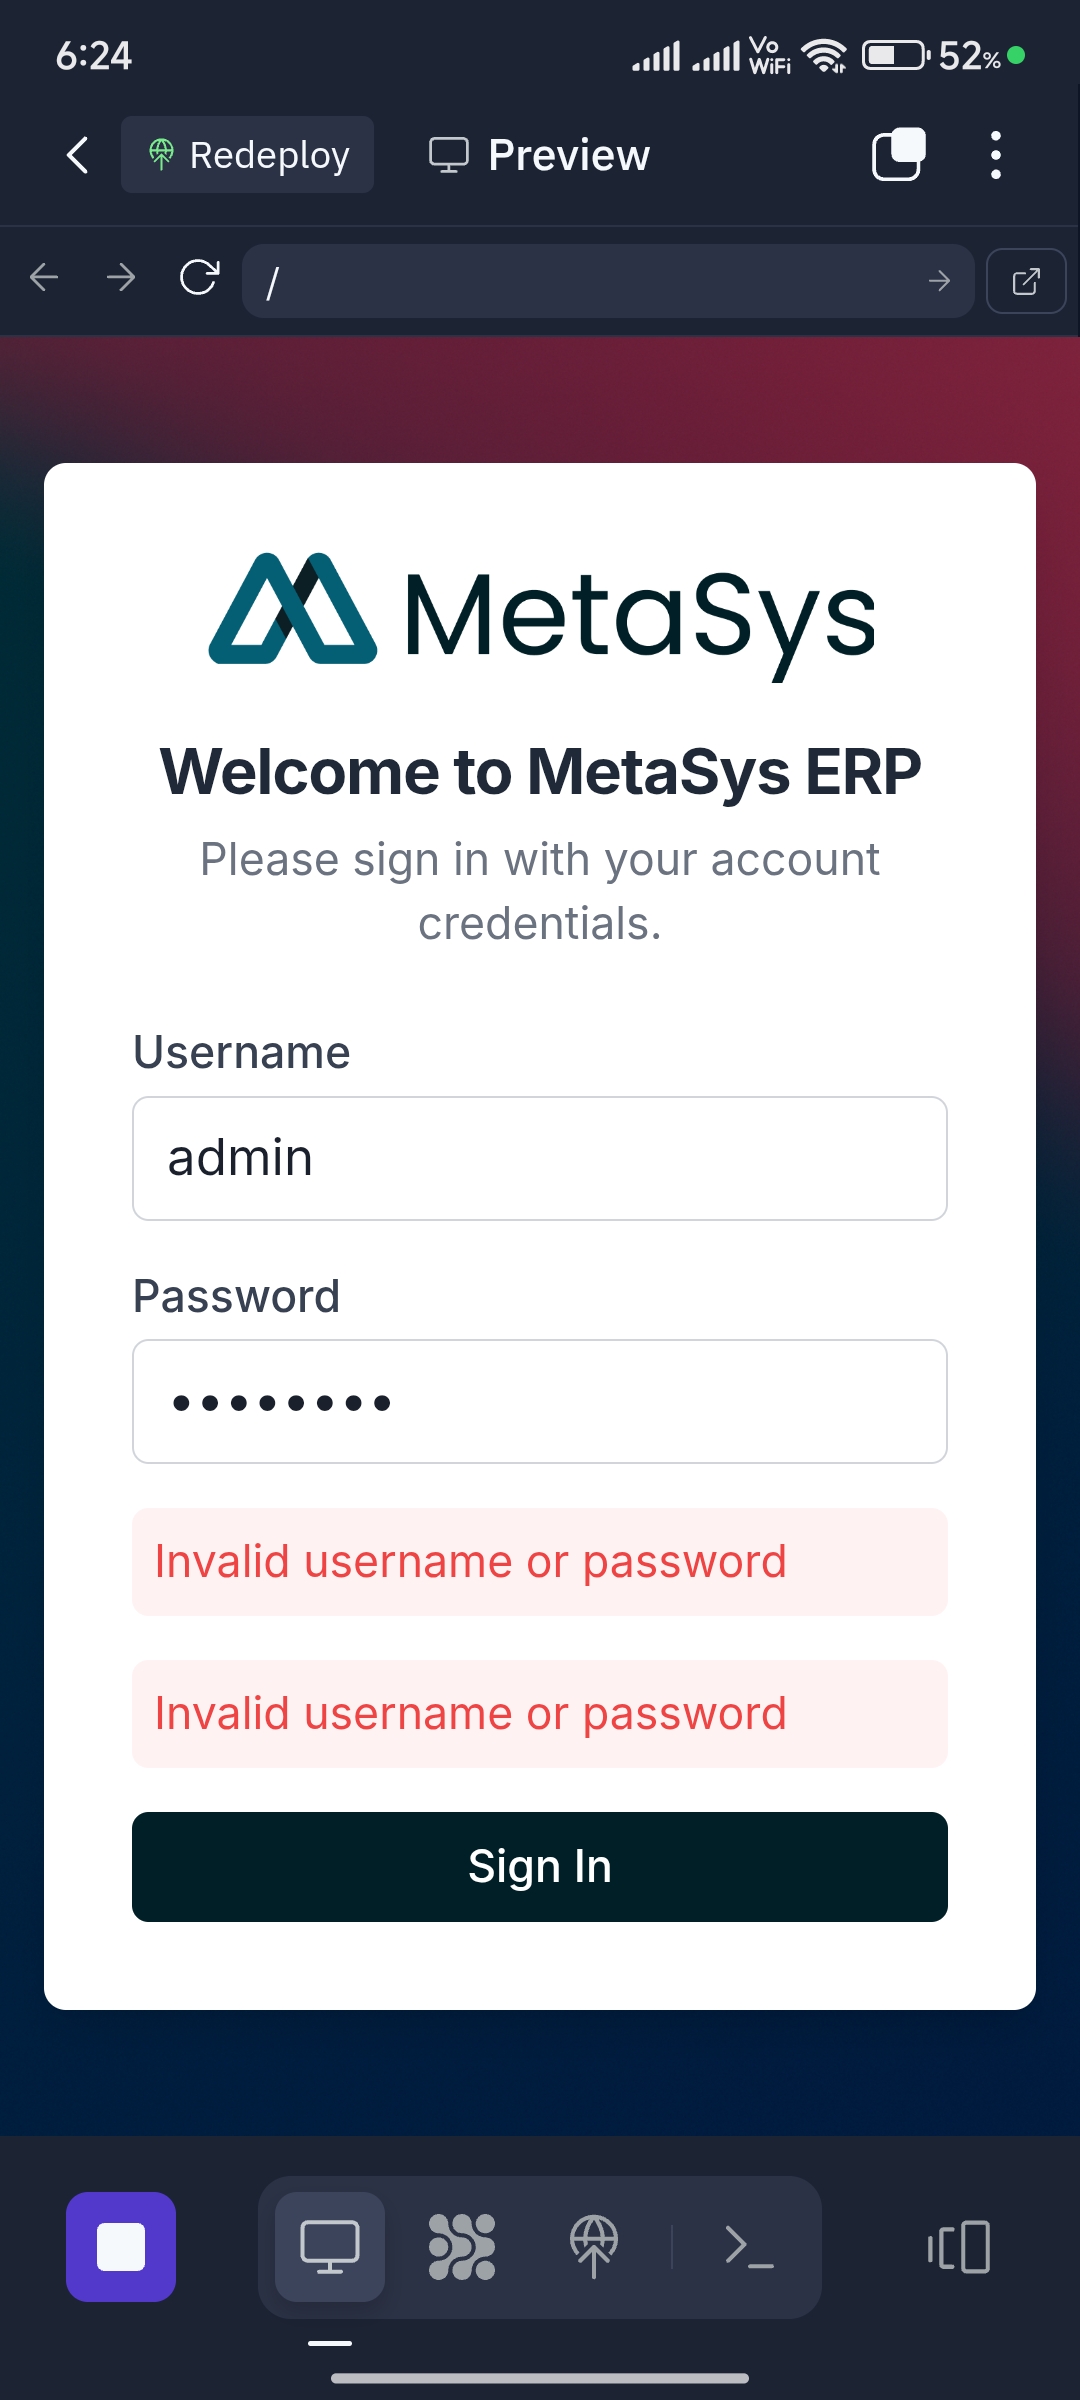 6:24
Vo
WiFi
52%
Redeploy
Preview
/
MetaSys
Welcome to MetaSys ERP
Please sign in with your account
credentials.
Username
admin
Password
••••••••
Invalid username or password
Invalid username or password
Sign In